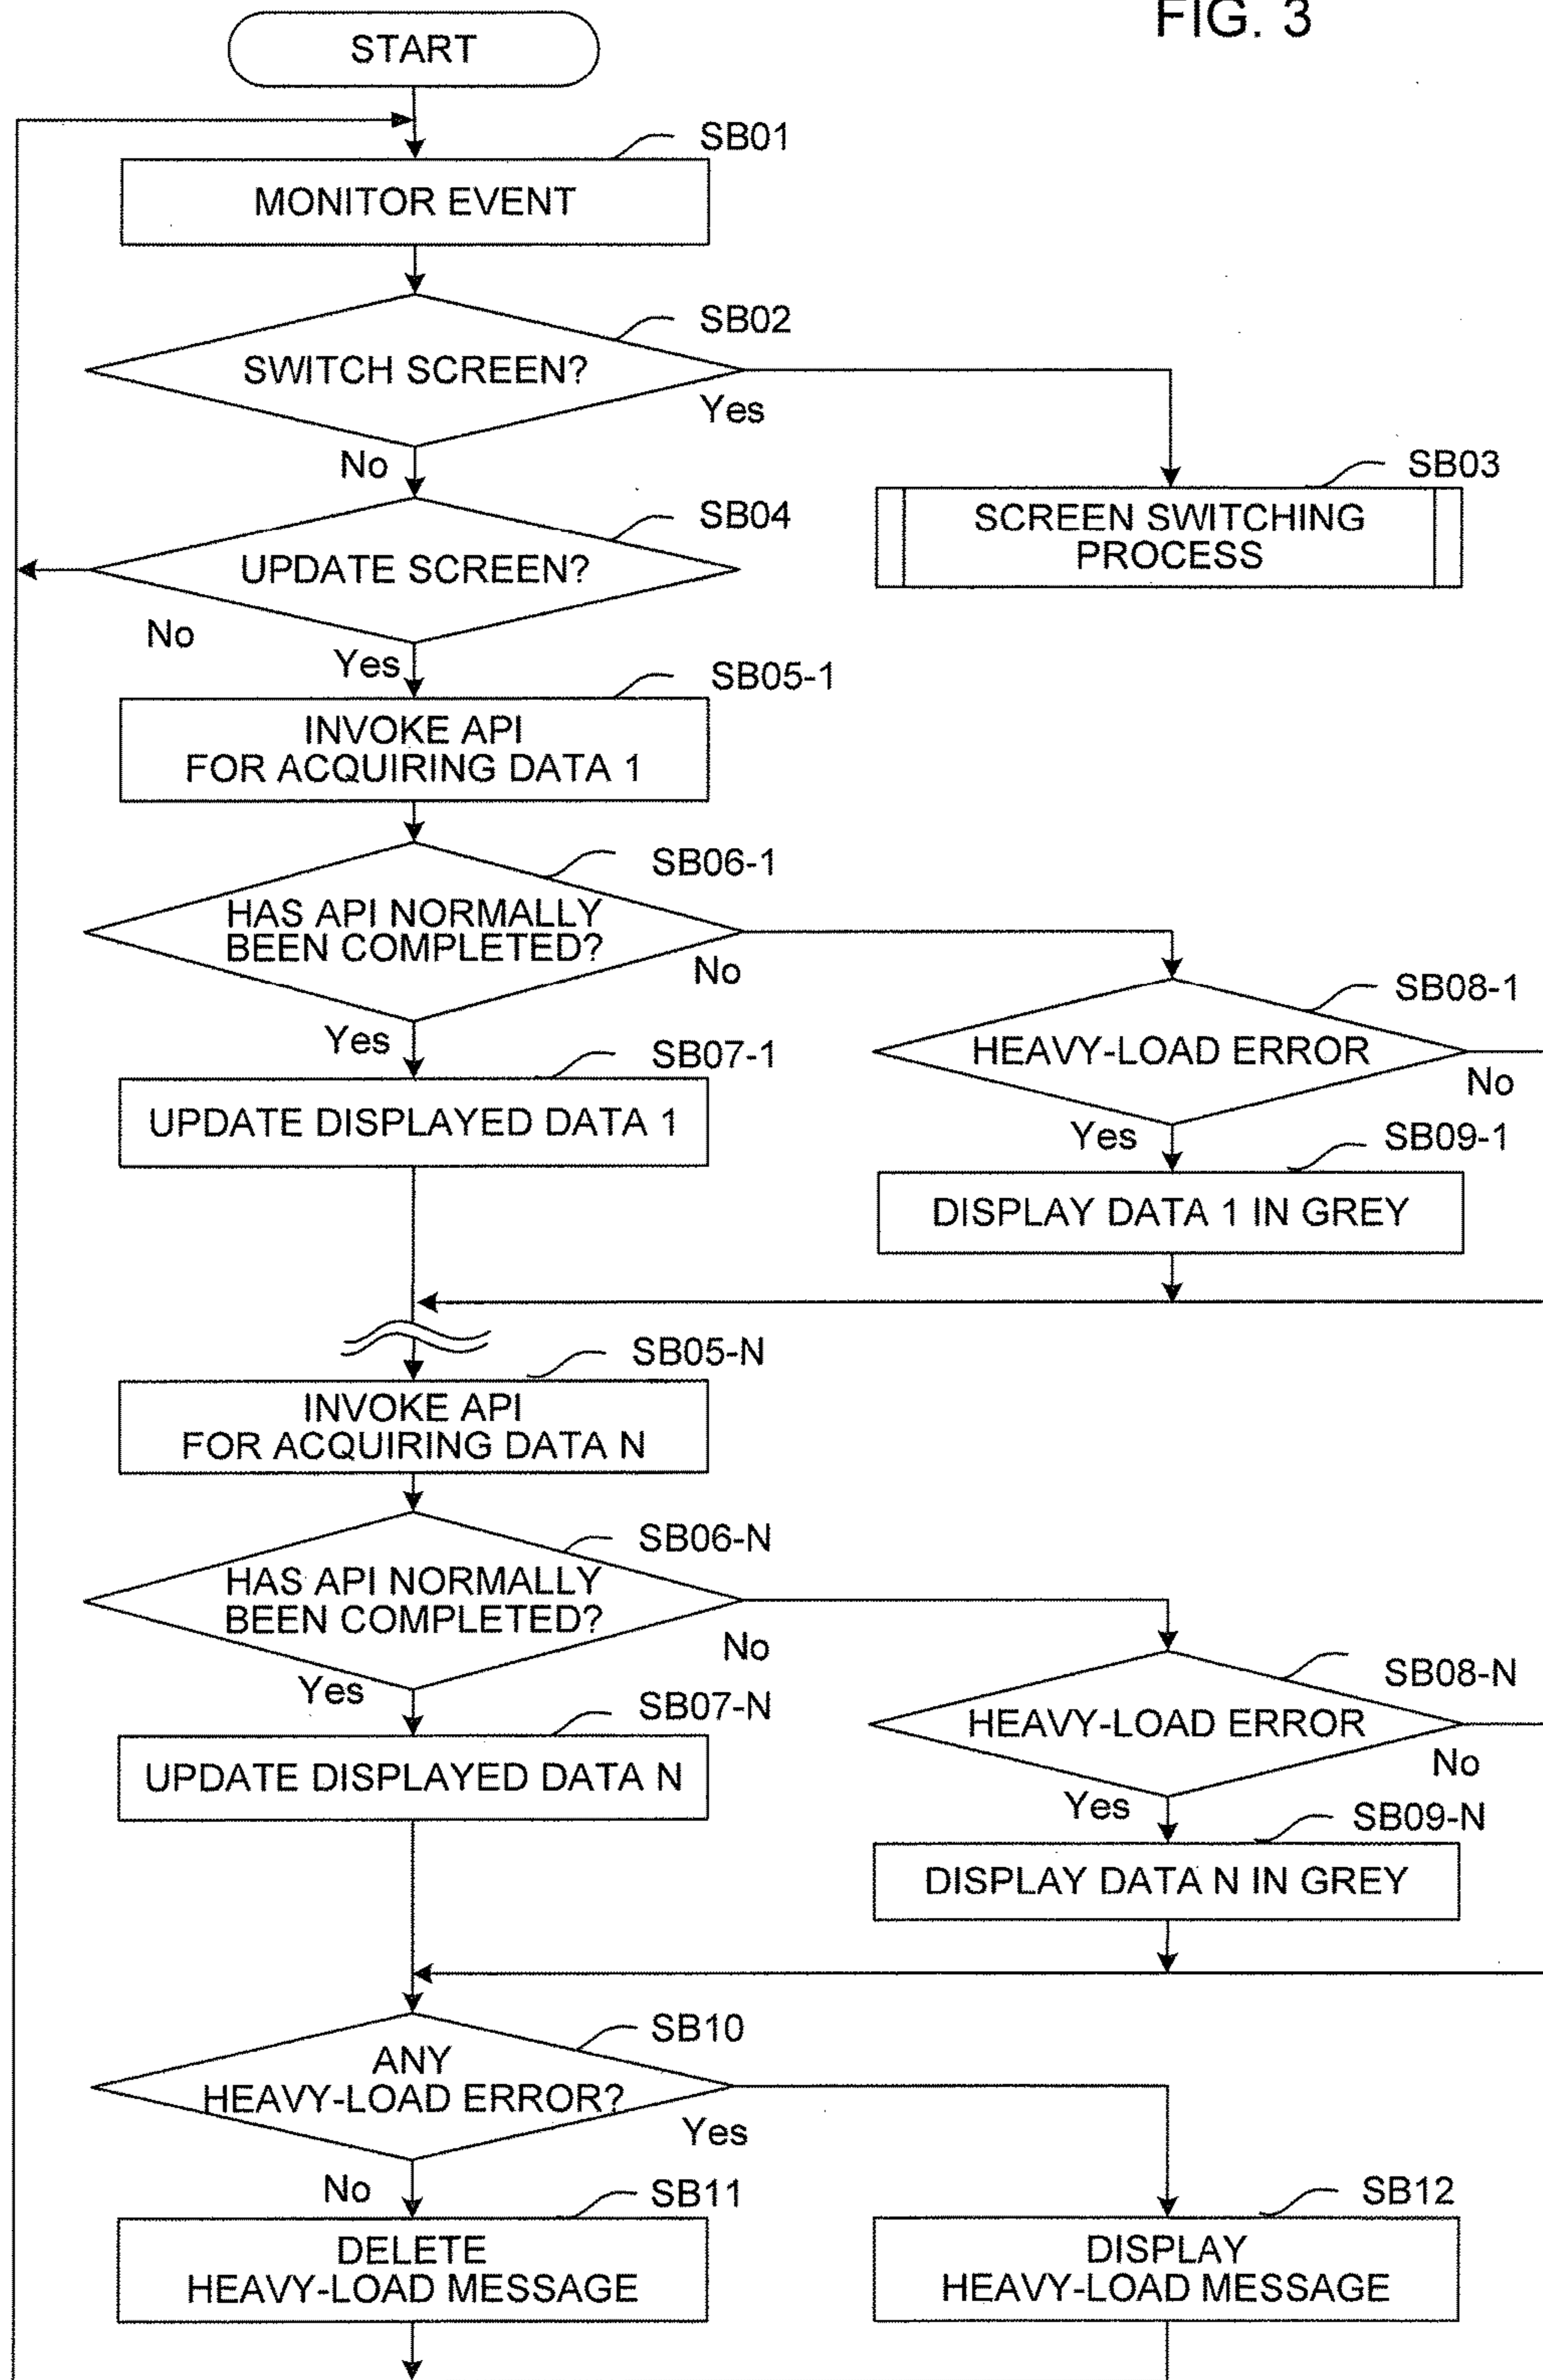 FIG. 3
START
SB01
MONITOR EVENT
SB02
SWITCH SCREEN?
Yes
No
SB03
SCREEN SWITCHING
PROCESS
SB04
UPDATE SCREEN?
No
Yes
SB05-1
INVOKE API
FOR ACQUIRING DATA 1
SB06-1
HAS API NORMALLY
BEEN COMPLETED?
No
Yes
SB08-1
HEAVY-LOAD ERROR
No
SB07-1
UPDATE DISPLAYED DATA 1
Yes
SB09-1
DISPLAY DATA 1 IN GREY
SB05-N
INVOKE API
FOR ACQUIRING DATA N
SB06-N
HAS API NORMALLY
BEEN COMPLETED?
No
Yes
SB08-N
HEAVY-LOAD ERROR
No
SB07-N
UPDATE DISPLAYED DATA N
Yes
SB09-N
DISPLAY DATA N IN GREY
SB10
ANY
HEAVY-LOAD ERROR?
Yes
No
SB11
DELETE
HEAVY-LOAD MESSAGE
SB12
DISPLAY
HEAVY-LOAD MESSAGE